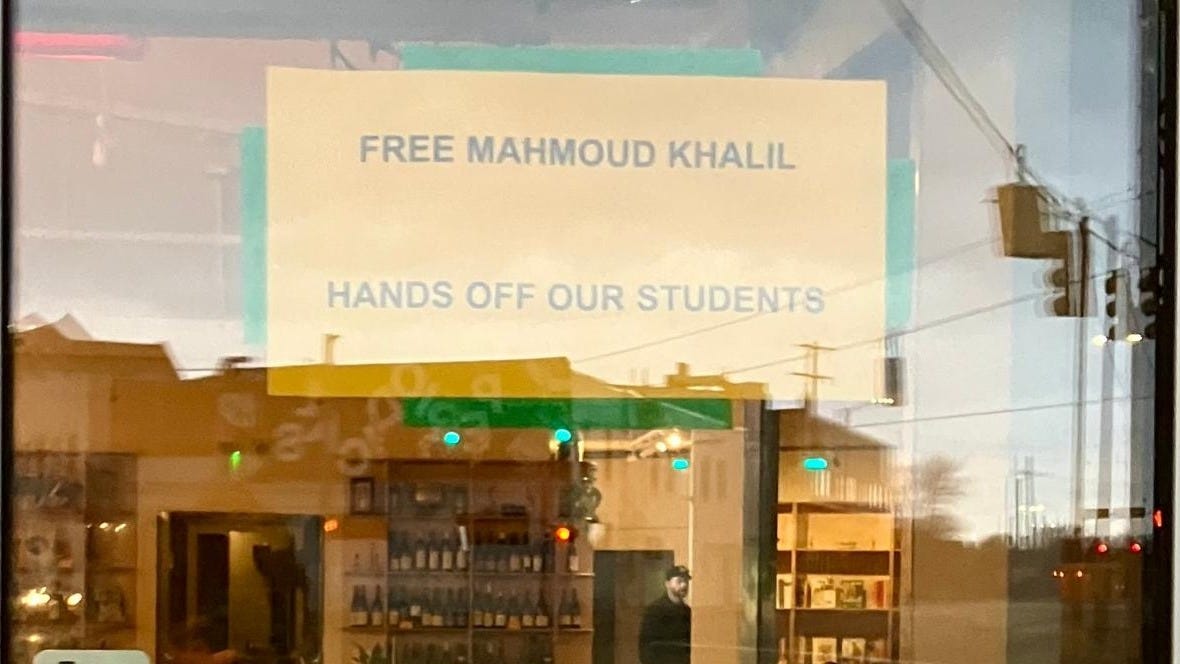 FREE MAHMOUD KHALIL
HANDS OFF OUR STUDENTS